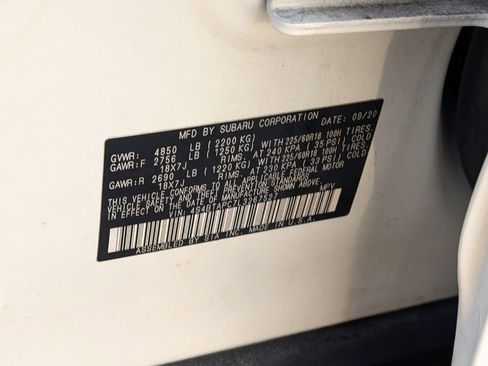 MFD BY SUBARU CORPORATION DATE: 09/20
GVWR: 4850 LB (2200 KG)
GAWR:F 2756 LB (1250 KG) WITH 225/60R18 100H TIRES,
18X7J RIMS, AT 240 KPA (35 PSI) COLD
GAWR:R 2690 LB (1220 KG) WITH 225/60R18 100H TIRES,
18X7J RIMS, AT 230 KPA (33 PSI) COLD
THIS VEHICLE CONFORMS TO ALL APPLICABLE FEDERAL MOTOR
VEHICLE SAFETY, BUMPER, AND THEFT PREVENTION STANDARDS
IN EFFECT ON THE DATE OF MANUFACTURE SHOWN ABOVE.
VIN: MPV
ASSEMBLED BY SIA INC. MADE IN U.S.A.